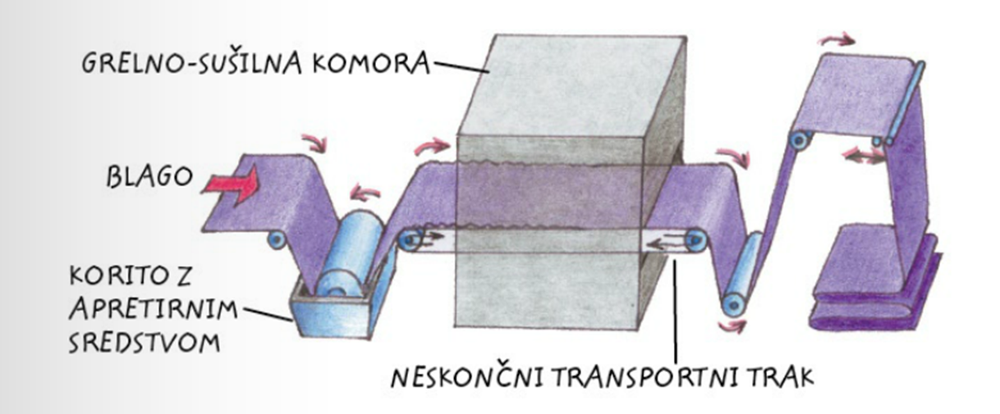 GRELNO-SUŠILNA KOMORA
BLAGO
KORITO Z
APRETIRNIM
SREDSTVOM
NESKONČNI TRANSPORTNI TRAK